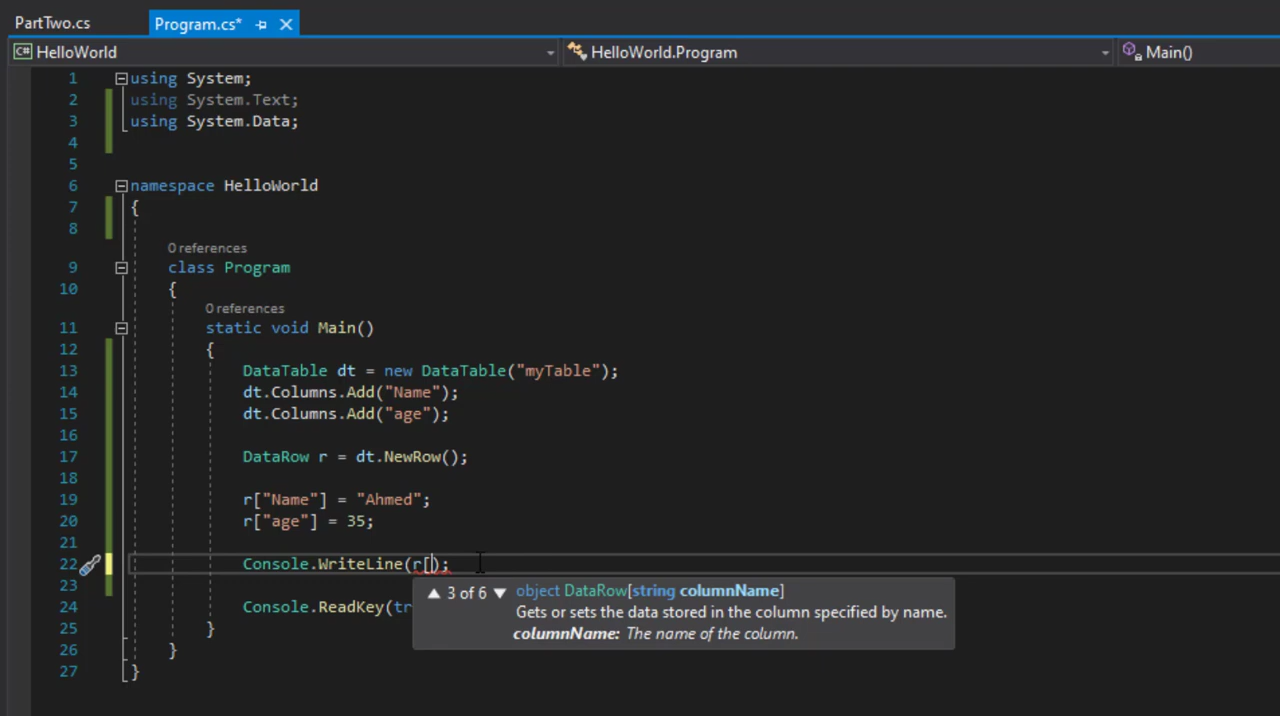 PartTwo.cs Program.cs*
C# HelloWorld HelloWorld.Program Main()
1 using System;
2 using System.Text;
3 using System.Data;
4
5
6 namespace HelloWorld
7 {
8
0 references
9 class Program
10 {
0 references
11 static void Main()
12 {
13 DataTable dt = new DataTable("myTable");
14 dt.Columns.Add("Name");
15 dt.Columns.Add("age");
16
17 DataRow r = dt.NewRow();
18
19 r["Name"] = "Ahmed";
20 r["age"] = 35;
21
22 Console.WriteLine(r[);
23 ▲ 3 of 6 ▼ object DataRow[string columnName]
24 Console.ReadKey(tr Gets or sets the data stored in the column specified by name.
25 } columnName: The name of the column.
26 }
27 }